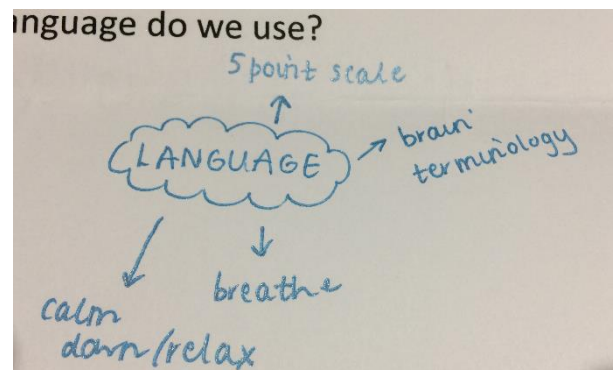 nguage do we use?
5 point scale
LANGUAGE
brain
terminology
breathe
calm
down/relax